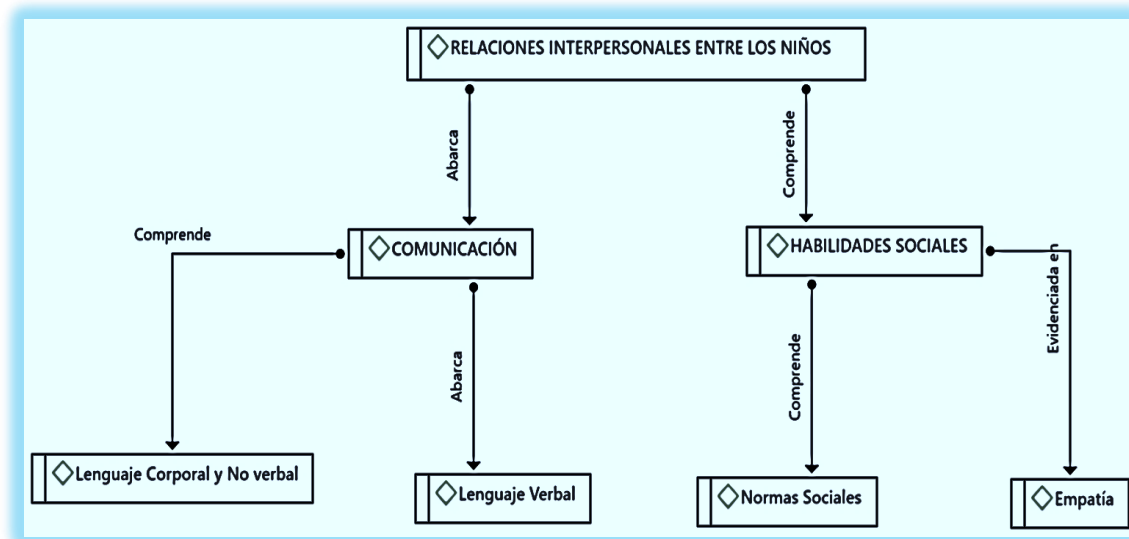 RELACIONES INTERPERSONALES ENTRE LOS NIÑOS
Abarca
Comprende
Comprende
COMUNICACIÓN
HABILIDADES SOCIALES
Evidenciada en
Abarca
Comprende
Lenguaje Corporal y No verbal
Lenguaje Verbal
Normas Sociales
Empatía